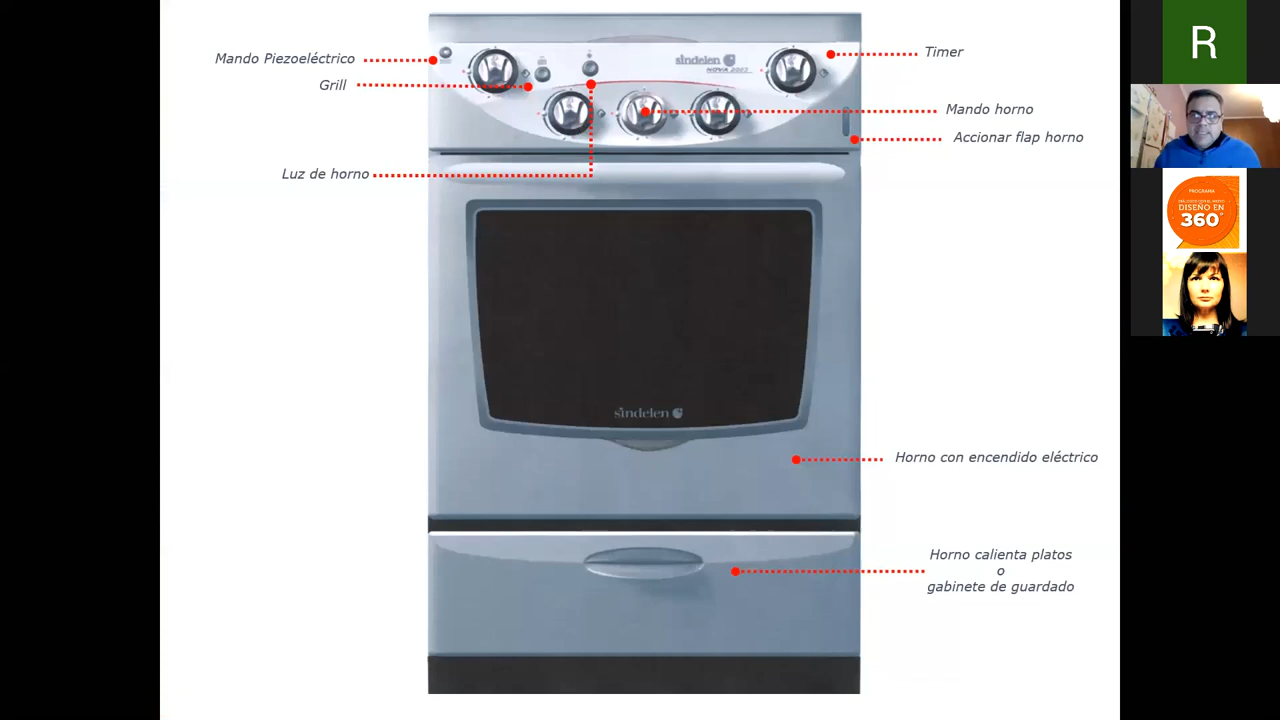 Mando Piezoeléctrico
Grill
Luz de horno
sindelen
NOVA 2007
Timer
Mando horno
Accionar flap horno
sindelen
Horno con encendido eléctrico
Horno calienta platos
o
gabinete de guardado
R
PROGRAMA
DISEÑO EN
360°